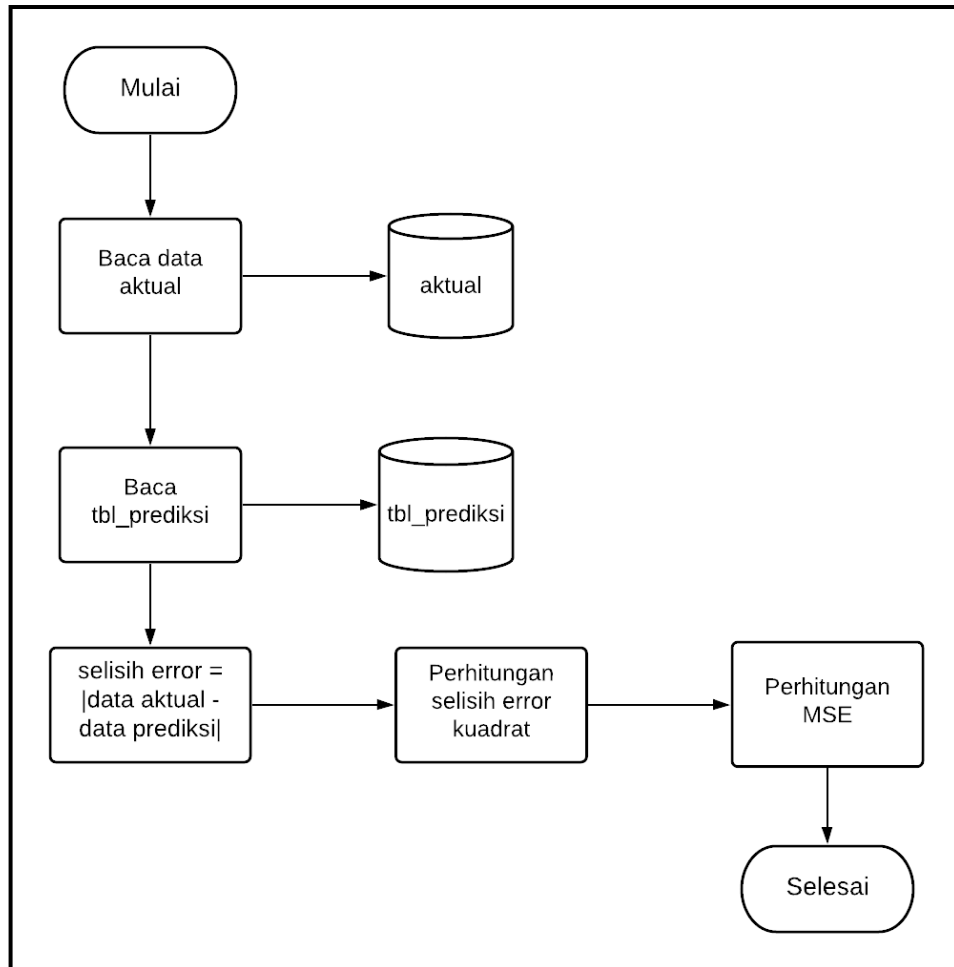 Mulai
Baca data
aktual
aktual
Baca
tbl_prediksi
tbl_prediksi
selisih error =
|data aktual -
data prediksi|
Perhitungan
selisih error
kuadrat
Perhitungan
MSE
Selesai